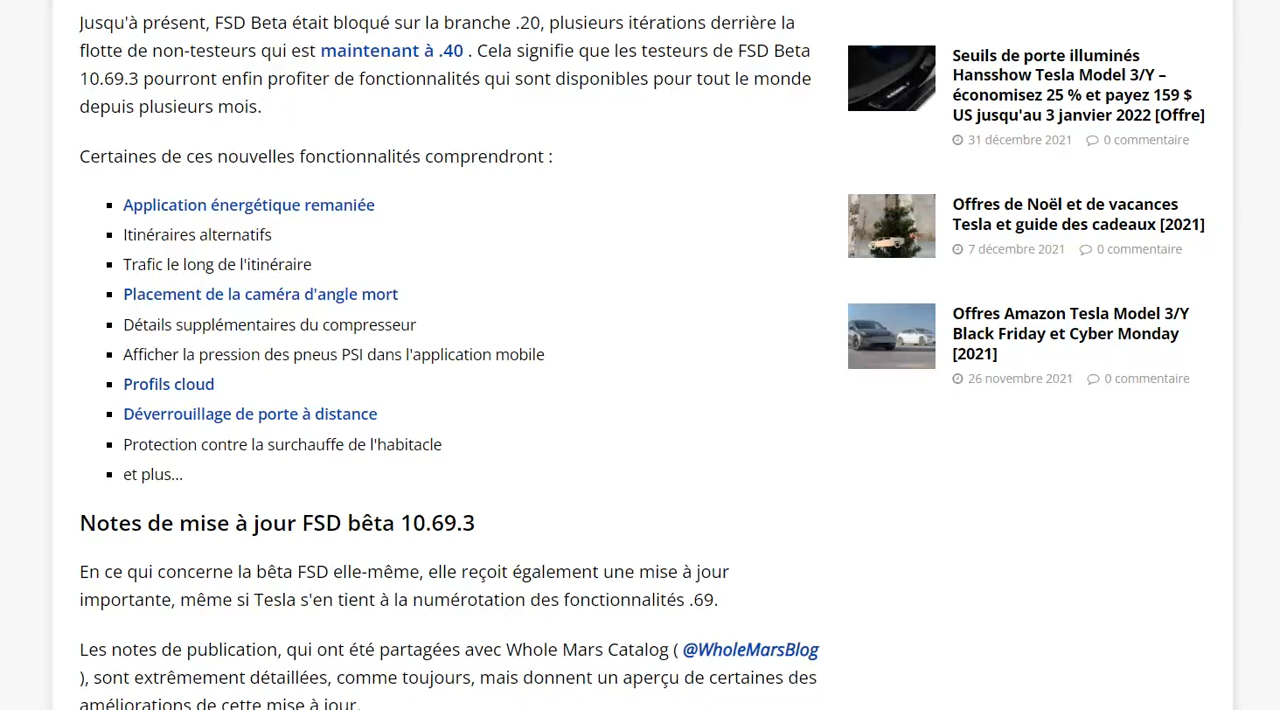 Jusqu'à présent, FSD Beta était bloqué sur la branche .20, plusieurs itérations derrière la
flotte de non-testeurs qui est maintenant à .40 . Cela signifie que les testeurs de FSD Beta
10.69.3 pourront enfin profiter de fonctionnalités qui sont disponibles pour tout le monde
depuis plusieurs mois.
Certaines de ces nouvelles fonctionnalités comprendront :
Application énergétique remaniée
Itinéraires alternatifs
Trafic le long de l'itinéraire
Placement de la caméra d'angle mort
Détails supplémentaires du compresseur
Afficher la pression des pneus PSI dans l'application mobile
Profils cloud
Déverrouillage de porte à distance
Protection contre la surchauffe de l'habitacle
et plus...
Notes de mise à jour FSD bêta 10.69.3
En ce qui concerne la bêta FSD elle-même, elle reçoit également une mise à jour
importante, même si Tesla s'en tient à la numérotation des fonctionnalités .69.
Les notes de publication, qui ont été partagées avec Whole Mars Catalog ( @WholeMarsBlog
), sont extrêmement détaillées, comme toujours, mais donnent un aperçu de certaines des
améliorations de cette mise à jour.
Seuils de porte illuminés
Hansshow Tesla Model 3/Y –
économisez 25 % et payez 159 $
US jusqu'au 3 janvier 2022 [Offre]
31 décembre 2021 0 commentaire
Offres de Noël et de vacances
Tesla et guide des cadeaux [2021]
7 décembre 2021 0 commentaire
Offres Amazon Tesla Model 3/Y
Black Friday et Cyber Monday
[2021]
26 novembre 2021 0 commentaire